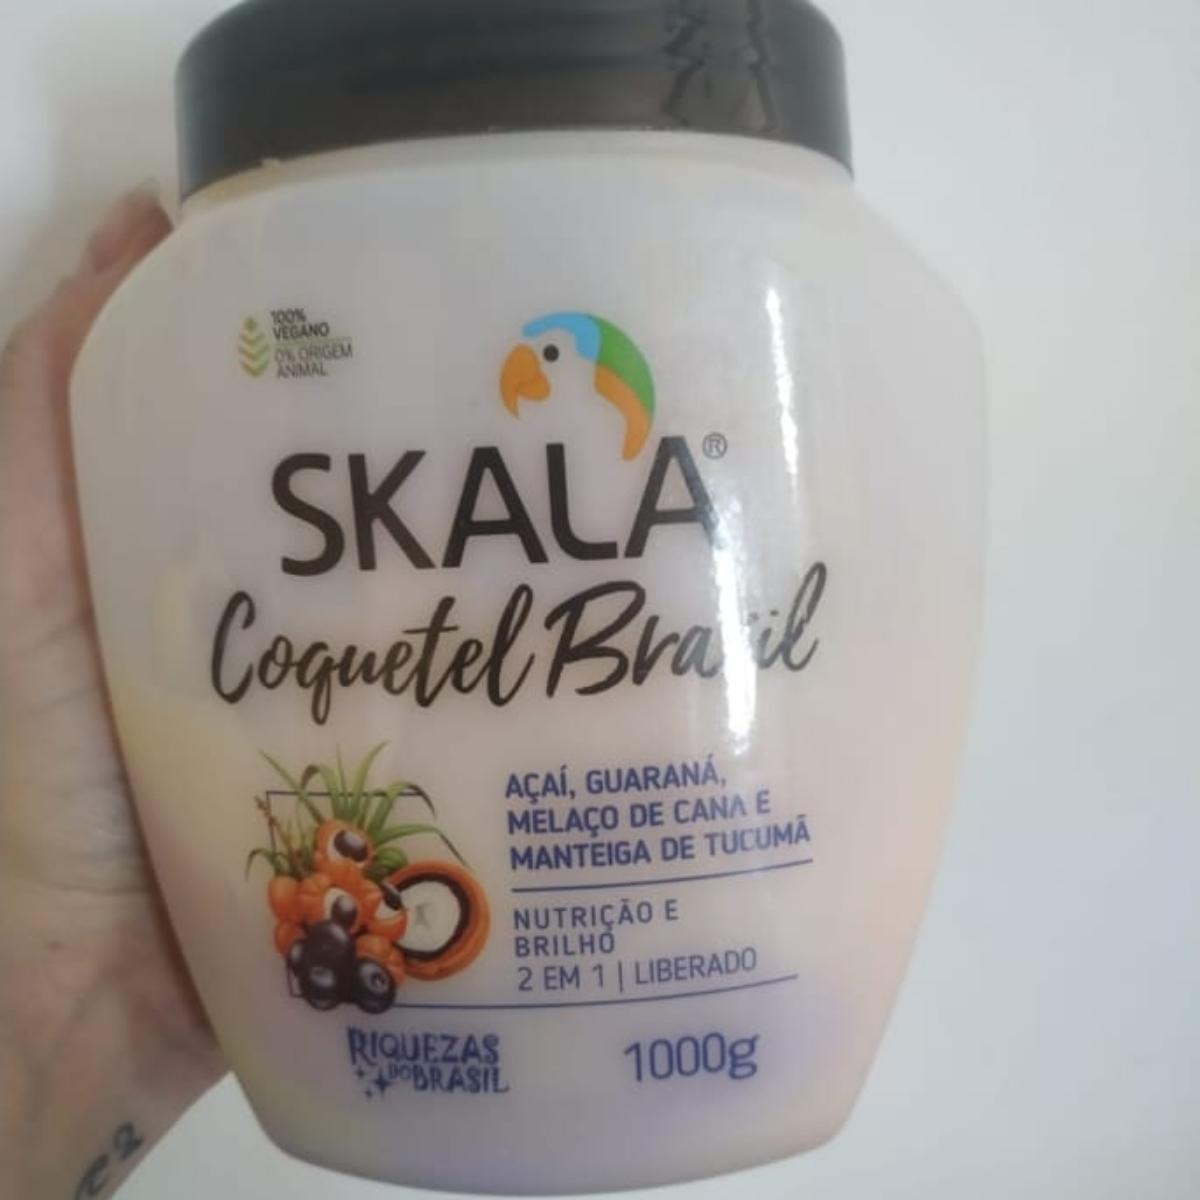 100%
VEGANO
0% ORIGEM
ANIMAL
SKALA®
Coquetel Brasil
AÇAÍ, GUARANÁ,
MELAÇO DE CANA E
MANTEIGA DE TUCUMÃ
NUTRIÇÃO E
BRILHO
2 EM 1 | LIBERADO
RIQUEZAS
DO BRASIL
1000g